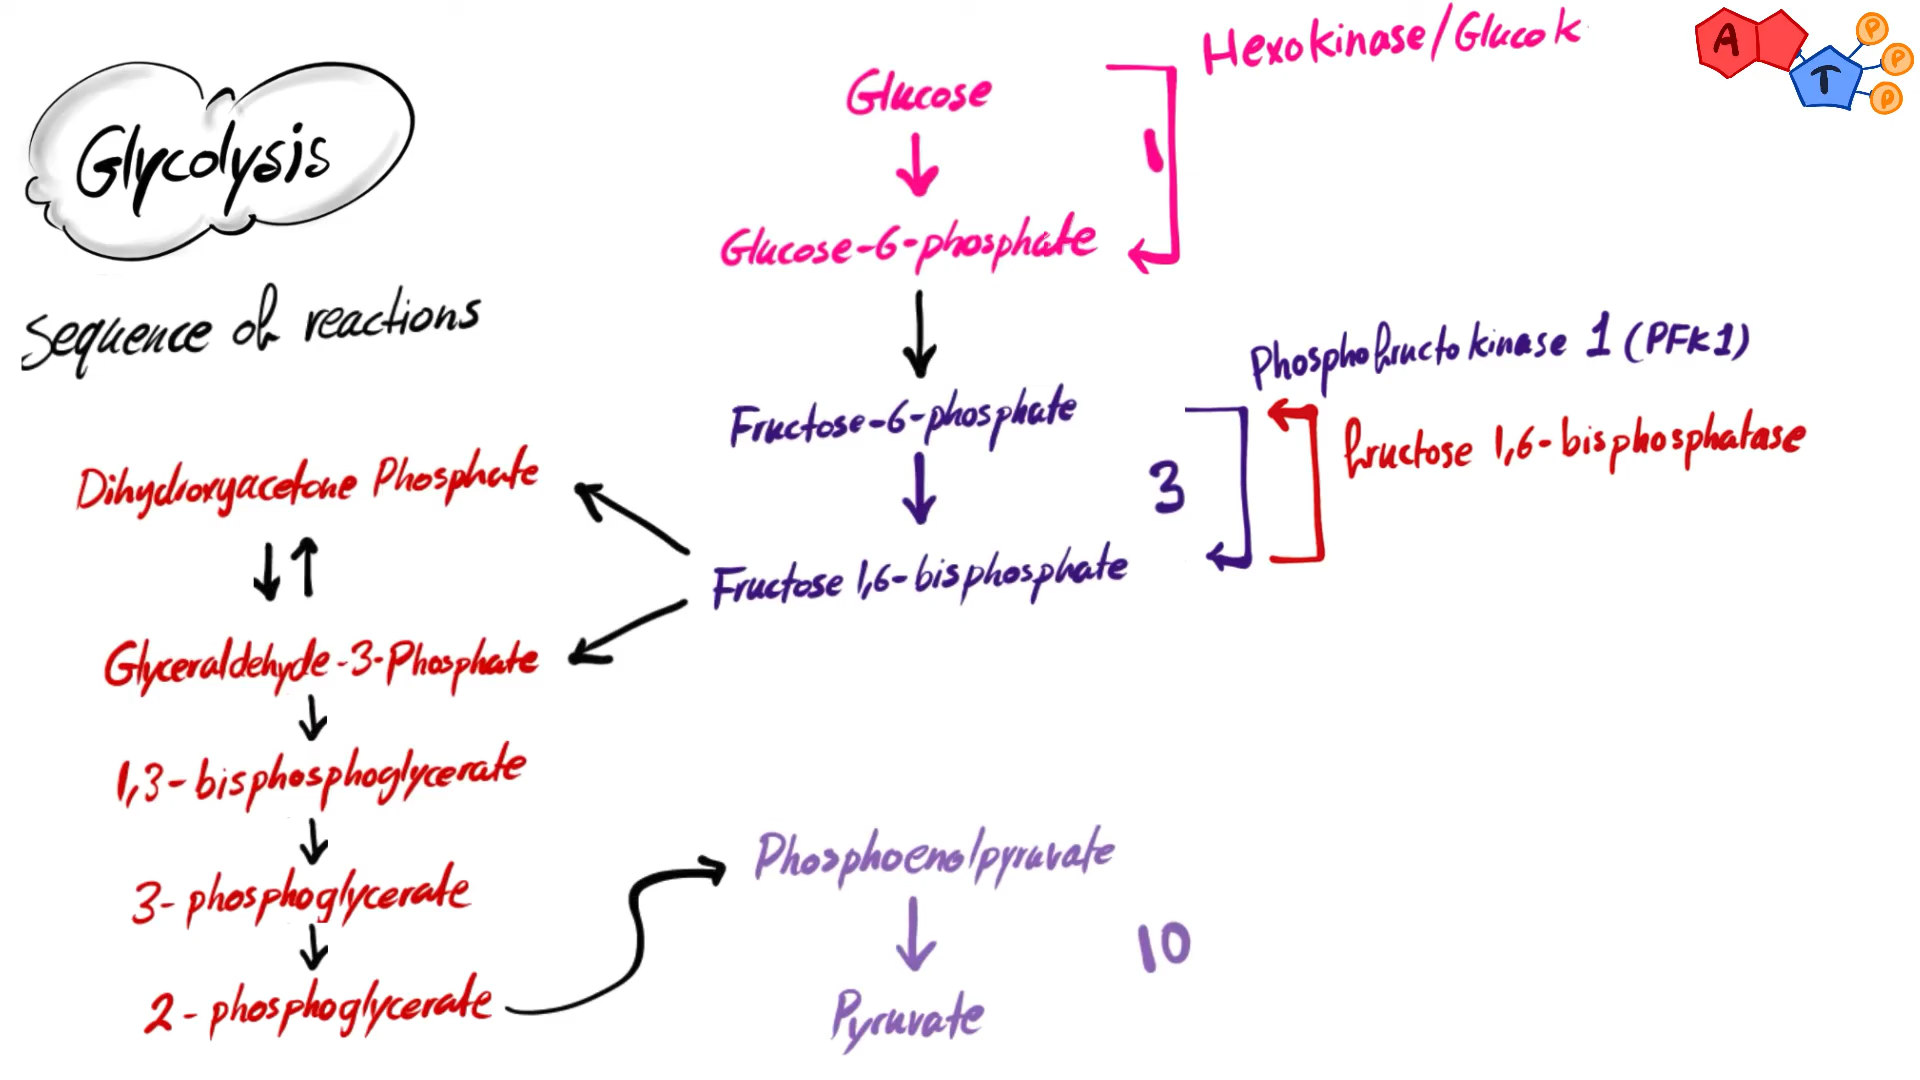 Glycolysis
Sequence of reactions
Glucose
1
Hexokinase/Glucok
Glucose-6-phosphate
Fructose-6-phosphate
3
Phosphofructokinase 1 (PFK1)
fructose 1,6-bisphosphatase
Fructose 1,6-bisphosphate
Dihydroxyacetone Phosphate
Glyceraldehyde-3-Phosphate
1,3-bisphosphoglycerate
3-phosphoglycerate
2-phosphoglycerate
Phosphoenolpyruvate
10
Pyruvate
A
T
P
P
P